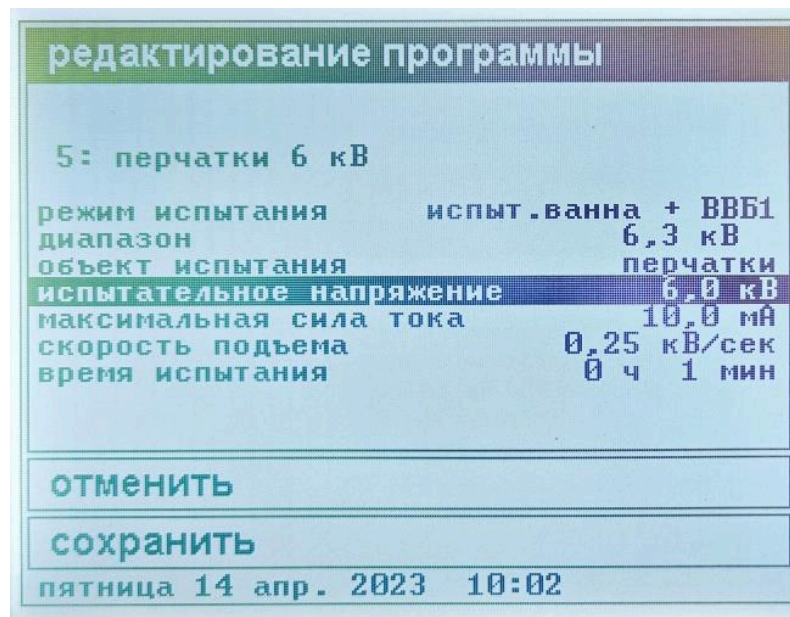 редактирование программы
5: перчатки 6 кВ
режим испытания испыт.ванна + ВВБ1
диапазон 6,3 кВ
объект испытания перчатки
испытательное напряжение 6,0 кВ
максимальная сила тока 10,0 мА
скорость подъема 0,25 кВ/сек
время испытания 0 ч 1 мин
отменить
сохранить
пятница 14 апр. 2023 10:02